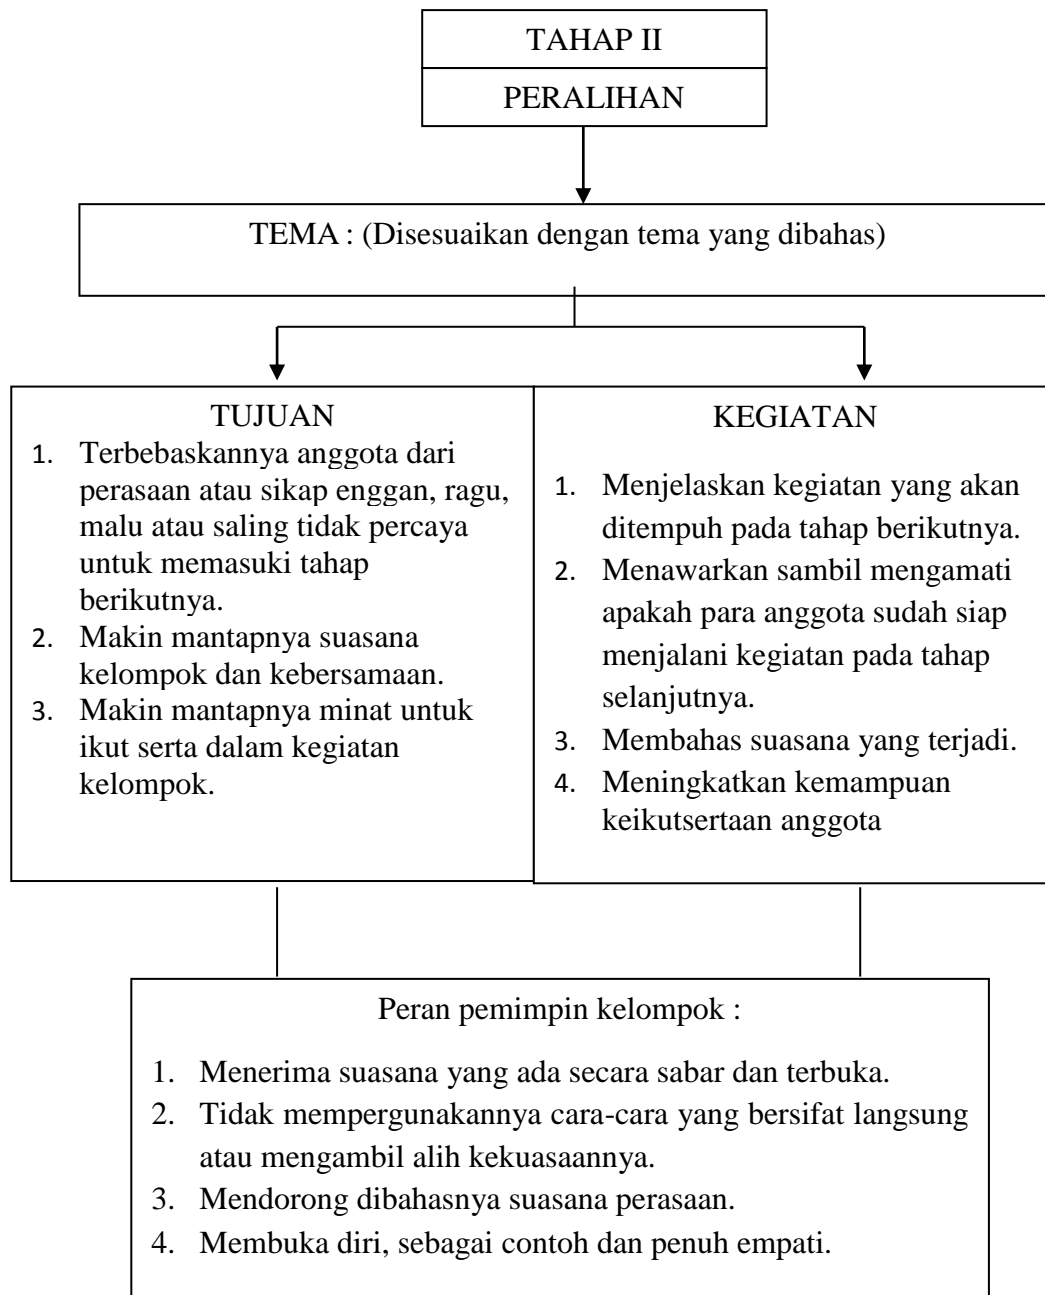 TAHAP II
PERALIHAN
TEMA : (Disesuaikan dengan tema yang dibahas)
TUJUAN
1. Terbebaskannya anggota dari
perasaan atau sikap enggan, ragu,
malu atau saling tidak percaya
untuk memasuki tahap
berikutnya.
2. Makin mantapnya suasana
kelompok dan kebersamaan.
3. Makin mantapnya minat untuk
ikut serta dalam kegiatan
kelompok.
KEGIATAN
1. Menjelaskan kegiatan yang akan
ditempuh pada tahap berikutnya.
2. Menawarkan sambil mengamati
apakah para anggota sudah siap
menjalani kegiatan pada tahap
selanjutnya.
3. Membahas suasana yang terjadi.
4. Meningkatkan kemampuan
keikutsertaan anggota
Peran pemimpin kelompok :
1. Menerima suasana yang ada secara sabar dan terbuka.
2. Tidak mempergunakannya cara-cara yang bersifat langsung
atau mengambil alih kekuasaannya.
3. Mendorong dibahasnya suasana perasaan.
4. Membuka diri, sebagai contoh dan penuh empati.